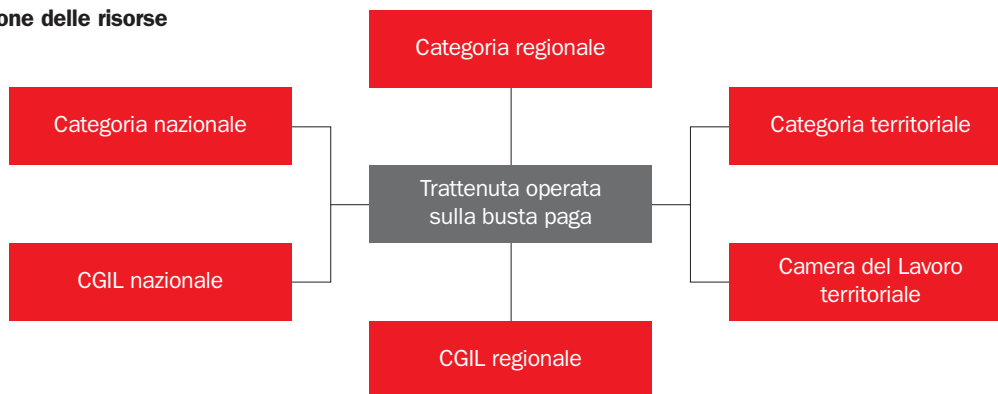 one delle risorse
Categoria regionale
Categoria nazionale
Categoria territoriale
Trattenuta operata
sulla busta paga
CGIL nazionale
Camera del Lavoro
territoriale
CGIL regionale